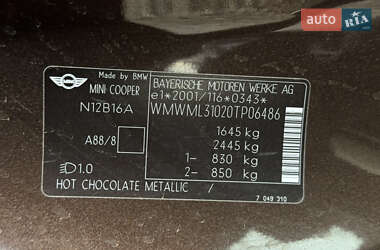 auto RIA .com
Made by BMW
MINI COOPER
N12B16A
A88/8
1.0
HOT CHOCOLATE METALLIC /
BAYERISCHE MOTOREN WERKE AG
e1*2001/116*0343*
WMWML31020TP06486
1645 kg
2445 kg
1- 830 kg
2- 850 kg
7 049 310